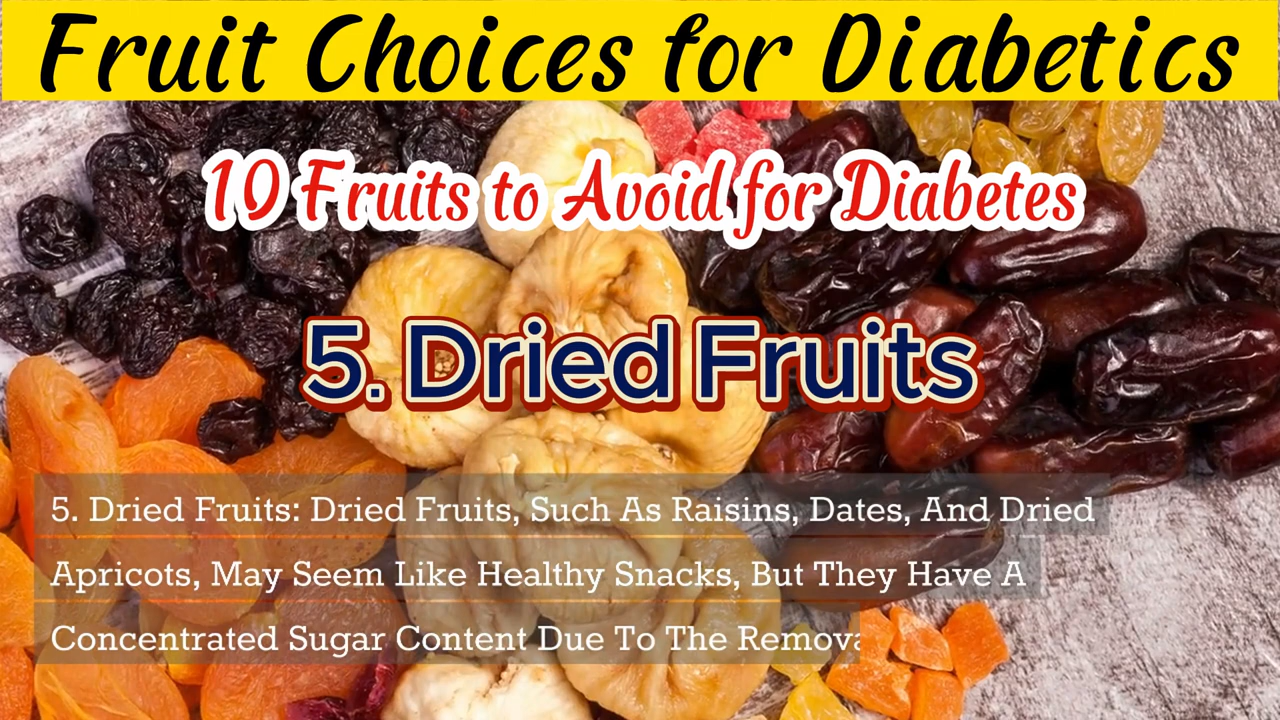 Fruit Choices for Diabetics
10 Fruits to Avoid for Diabetes
5. Dried Fruits
5. Dried Fruits: Dried Fruits, Such As Raisins, Dates, And Dried
Apricots, May Seem Like Healthy Snacks, But They Have A
Concentrated Sugar Content Due To The Remova